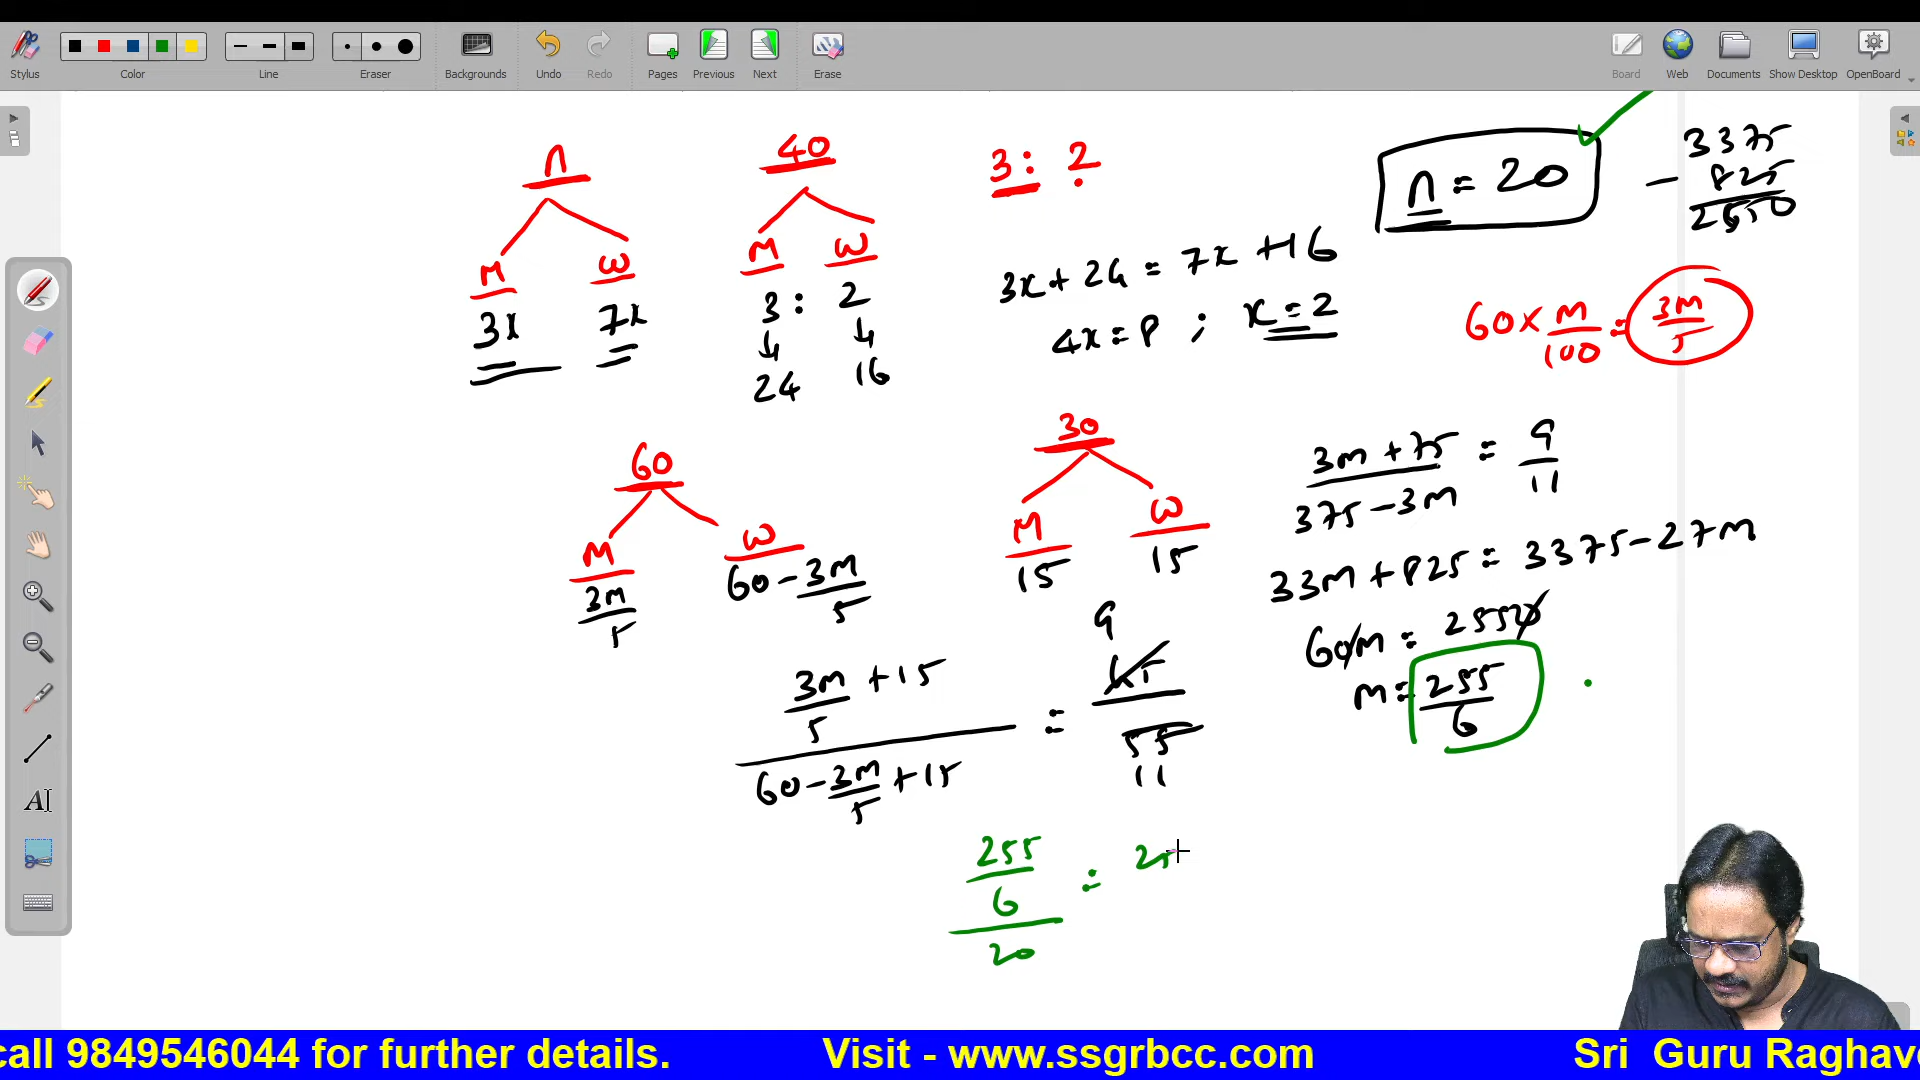 Stylus
Color
Line
Eraser
Backgrounds
Undo
Redo
Pages
Previous
Next
Erase
Board
Web
Documents
Show Desktop
OpenBoard
n
M W
3x 7x
40
M W
3 : 2
24 16
3 : 2
n = 20
3375
- 825
2550
3x + 24 = 7x + 16
4x = 8 ; x = 2
60 x M/100 = 3M/5
60
M W
3M/5 60 - 3M/5
30
M W
15 15
(3M/5 + 15) / (60 - 3M/5 + 15) = 45/55
9
11
(3M + 75) / (375 - 3M) = 9/11
33M + 825 = 3375 - 27M
60M = 2550
M = 255/6
(255/6) / 20 = 25
AI
call 9849546044 for further details.
Visit - www.ssgrbcc.com
Sri Guru Raghav